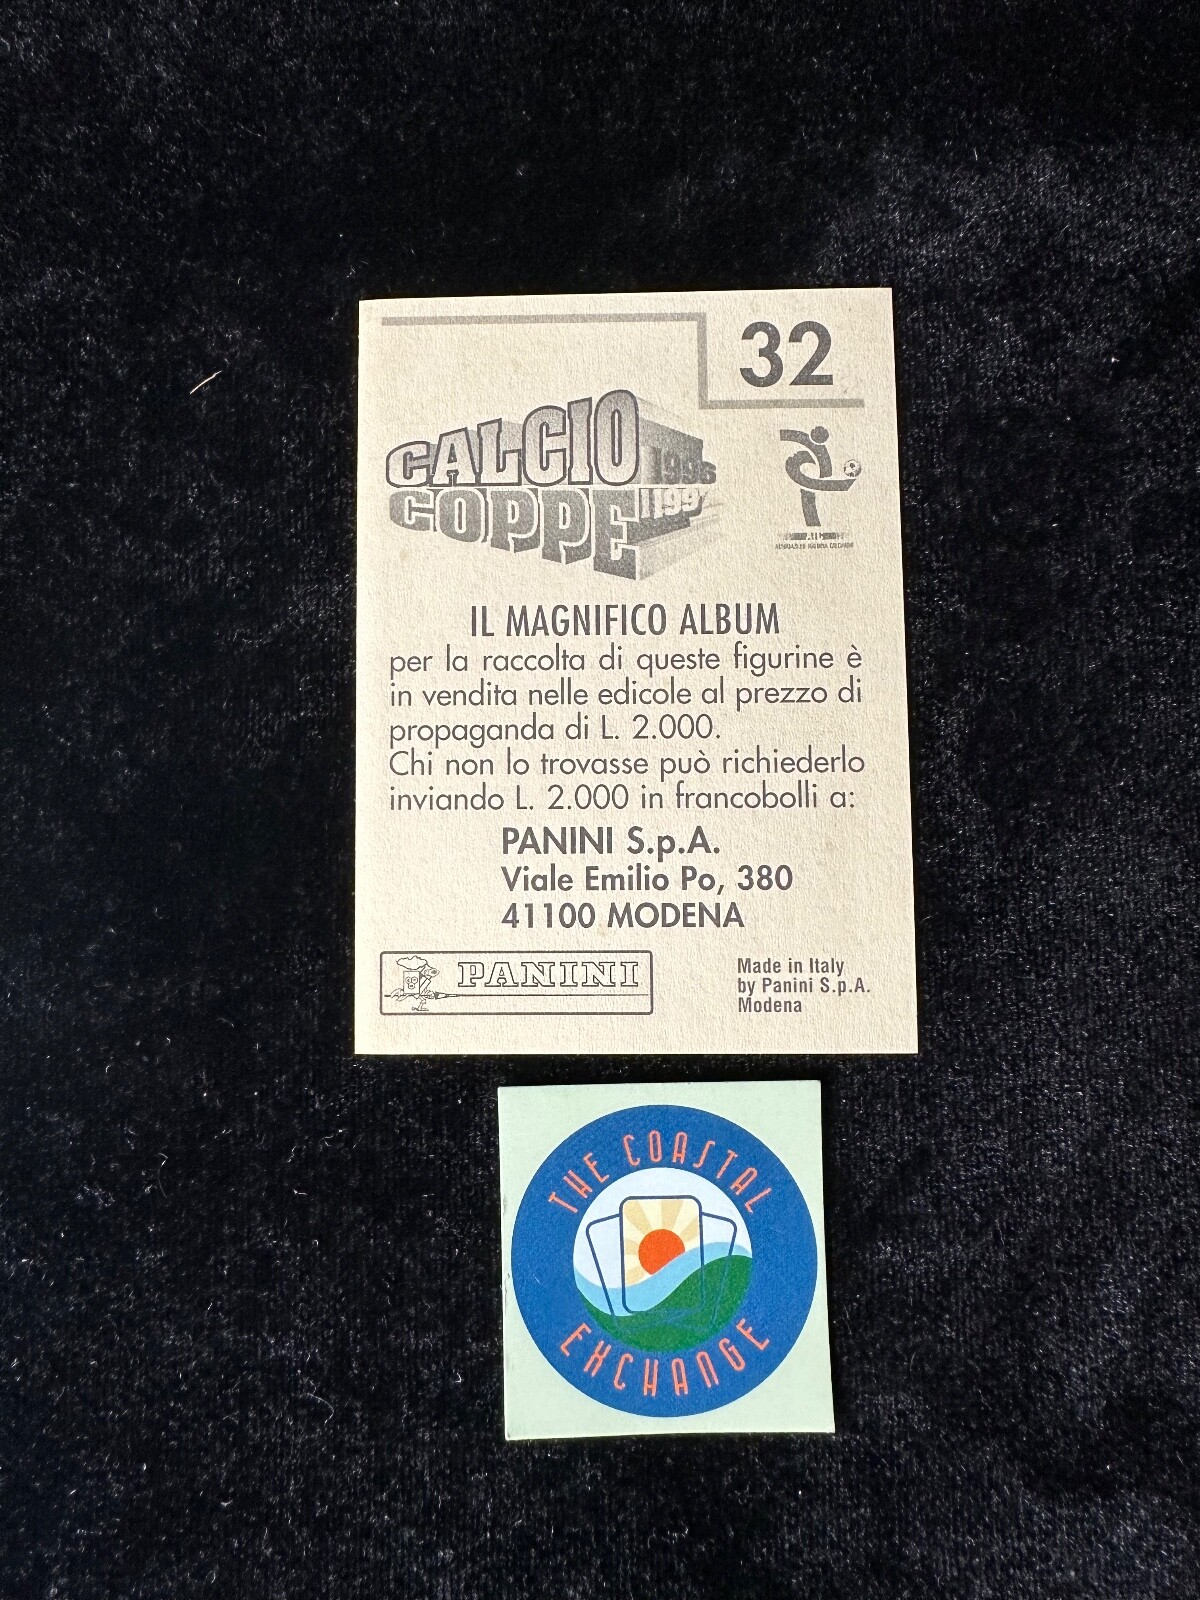 32
CALCIO
1996
COPPE
1997
IL MAGNIFICO ALBUM
per la raccolta di queste figurine è
in vendita nelle edicole al prezzo di
propaganda di L. 2.000.
Chi non lo trovasse può richiederlo
inviando L. 2.000 in francobolli a:
PANINI S.p.A.
Viale Emilio Po, 380
41100 MODENA
PANINI
Made in Italy
by Panini S.p.A.
Modena
THE COASTAL
EXCHANGE